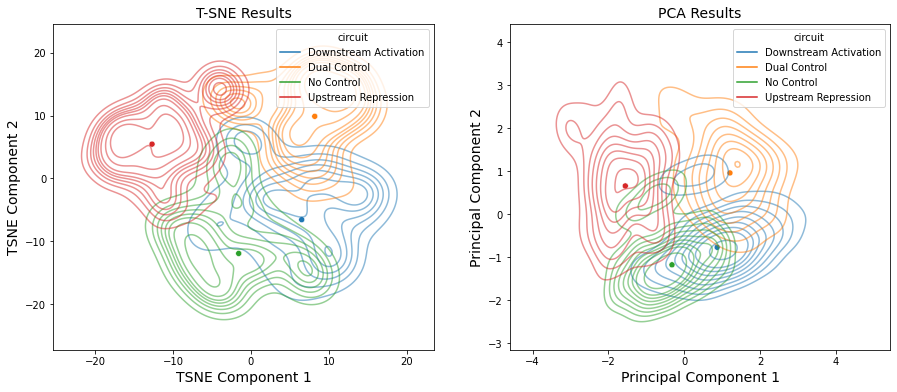 T-SNE Results
TSNE Component 2
20
10
0
−10
−20
−20
−10
0
10
20
TSNE Component 1
circuit
Downstream Activation
Dual Control
No Control
Upstream Repression
PCA Results
Principal Component 2
4
3
2
1
0
−1
−2
−3
−4
−2
0
2
4
Principal Component 1
circuit
Downstream Activation
Dual Control
No Control
Upstream Repression